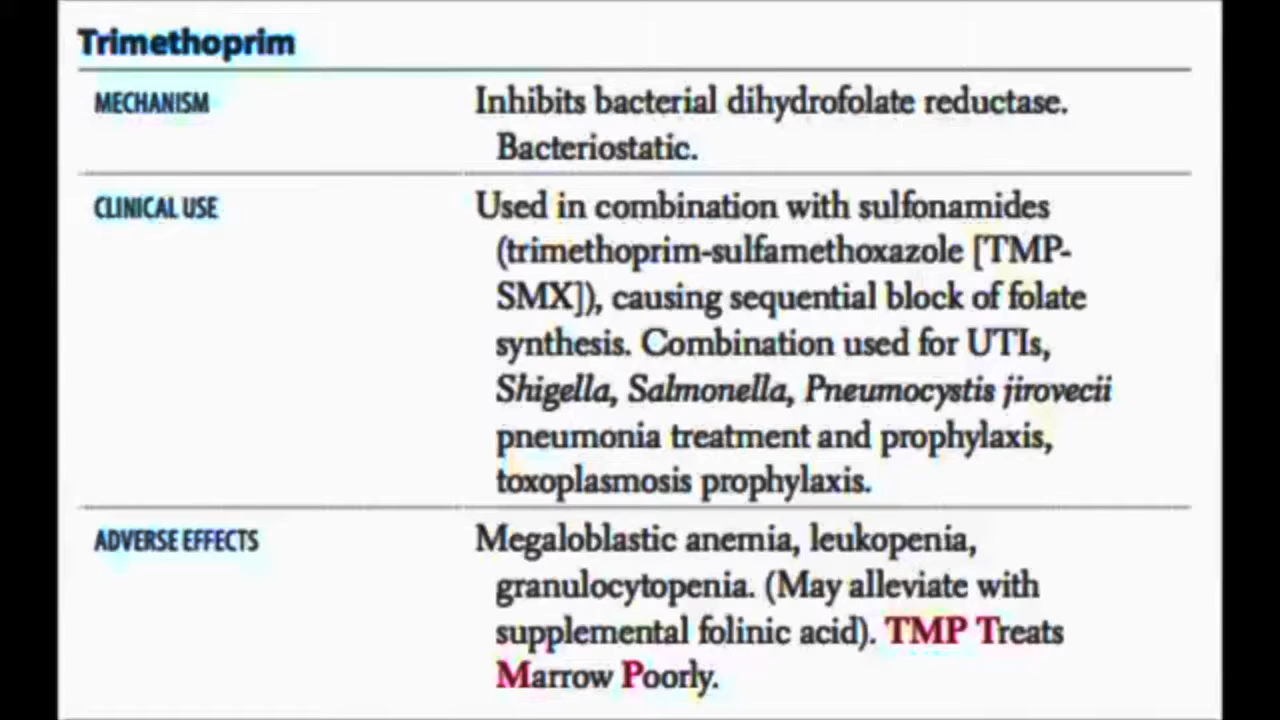 Trimethoprim
MECHANISM
Inhibits bacterial dihydrofolate reductase.
Bacteriostatic.
CLINICAL USE
Used in combination with sulfonamides
(trimethoprim-sulfamethoxazole [TMP-
SMX]), causing sequential block of folate
synthesis. Combination used for UTIs,
Shigella, Salmonella, Pneumocystis jirovecii
pneumonia treatment and prophylaxis,
toxoplasmosis prophylaxis.
ADVERSE EFFECTS
Megaloblastic anemia, leukopenia,
granulocytopenia. (May alleviate with
supplemental folinic acid). TMP Treats
Marrow Poorly.